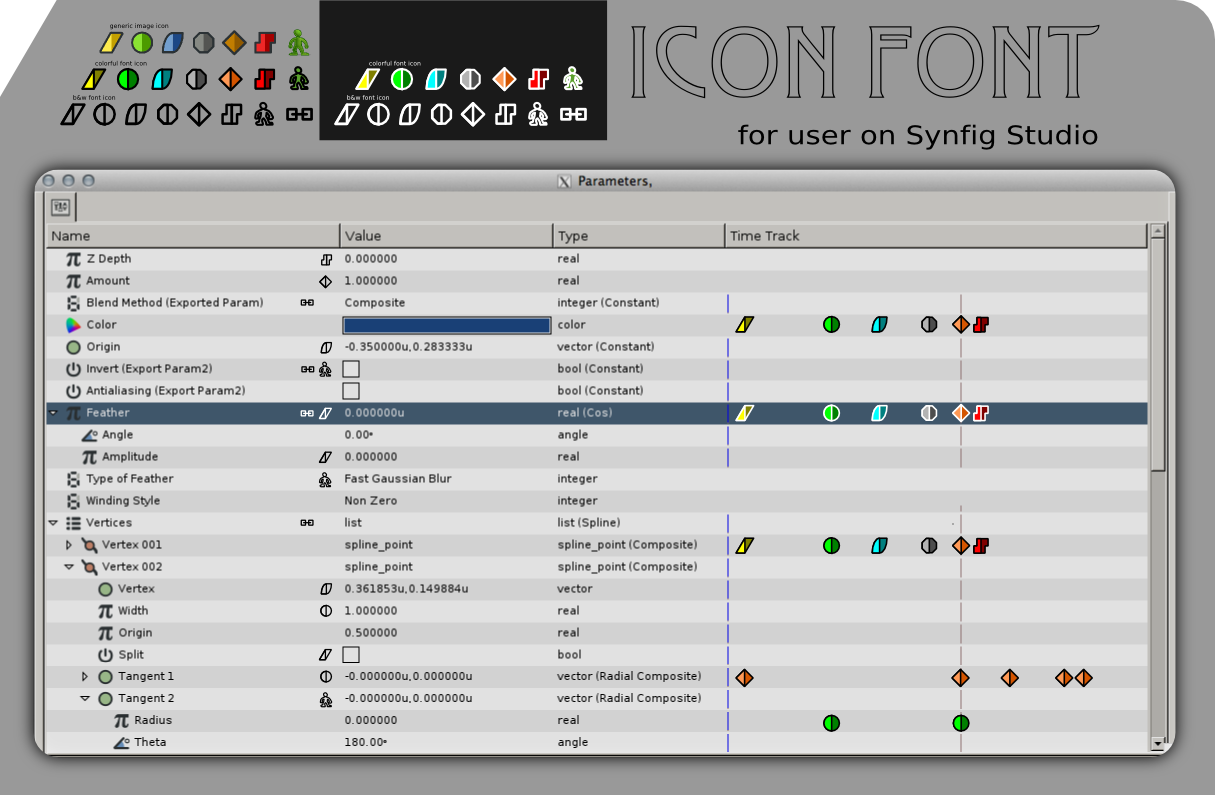 generic image icon
colorful font icon
b&w font icon
colorful font icon
b&w font icon
ICON FONT
for user on Synfig Studio
Parameters,
Name Value Type Time Track
Z Depth 0.000000 real
Amount 1.000000 real
Blend Method (Exported Param) Composite integer (Constant)
Color color
Origin -0.350000u,0.283333u vector (Constant)
Invert (Export Param2) bool (Constant)
Antialiasing (Export Param2) bool (Constant)
Feather 0.000000u real (Cos)
Angle 0.00° angle
Amplitude 0.000000 real
Type of Feather Fast Gaussian Blur integer
Winding Style Non Zero integer
Vertices list list (Spline)
Vertex 001 spline_point spline_point (Composite)
Vertex 002 spline_point spline_point (Composite)
Vertex 0.361853u,0.149884u vector
Width 1.000000 real
Origin 0.500000 real
Split bool
Tangent 1 -0.000000u,0.000000u vector (Radial Composite)
Tangent 2 -0.000000u,0.000000u vector (Radial Composite)
Radius 0.000000 real
Theta 180.00° angle